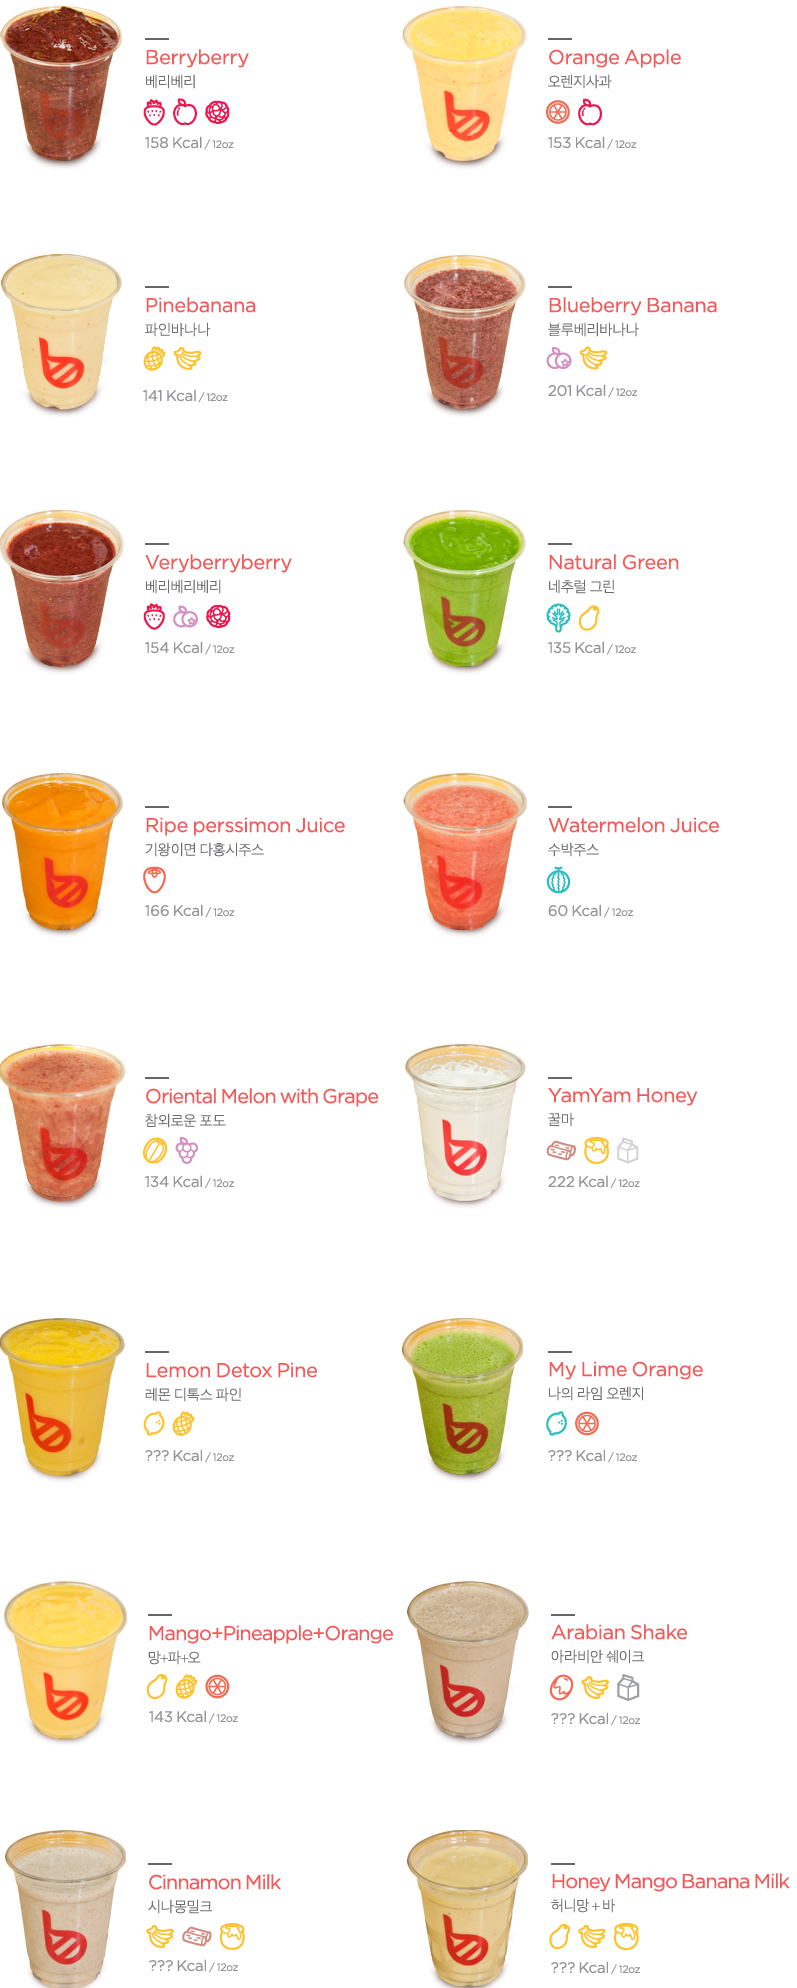 Berryberry
베리베리
158 Kcal / 12oz
Orange Apple
오렌지사과
153 Kcal / 12oz
Pinebanana
파인바나나
141 Kcal / 12oz
Blueberry Banana
블루베리바나나
201 Kcal / 12oz
Veryberryberry
베리베리베리
154 Kcal / 12oz
Natural Green
네추럴 그린
135 Kcal / 12oz
Ripe perssimon Juice
기왕이면 다홍시주스
166 Kcal / 12oz
Watermelon Juice
수박주스
60 Kcal / 12oz
Oriental Melon with Grape
참외로운 포도
134 Kcal / 12oz
YamYam Honey
꿀마
222 Kcal / 12oz
Lemon Detox Pine
레몬 디톡스 파인
??? Kcal / 12oz
My Lime Orange
나의 라임 오렌지
??? Kcal / 12oz
Mango+Pineapple+Orange
망+파+오
143 Kcal / 12oz
Arabian Shake
아라비안 쉐이크
??? Kcal / 12oz
Cinnamon Milk
시나몽밀크
??? Kcal / 12oz
Honey Mango Banana Milk
허니망 + 바
??? Kcal / 12oz